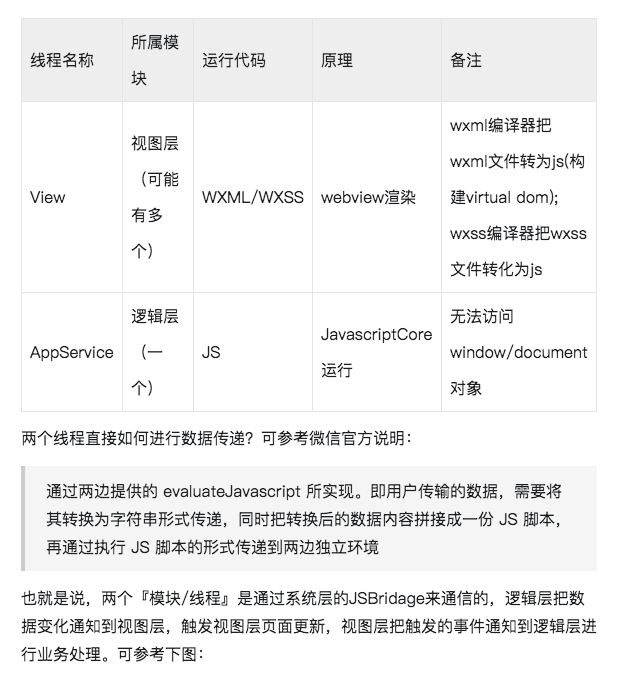 线程名称 所属模块 运行代码 原理 备注
View 视图层（可能有多个） WXML/WXSS webview渲染 wxml编译器把wxml文件转为js(构建virtual dom);wxss编译器把wxss文件转化为js
AppService 逻辑层（一个） JS JavascriptCore运行 无法访问window/document对象
两个线程直接如何进行数据传递？可参考微信官方说明：
通过两边提供的 evaluateJavascript 所实现。即用户传输的数据，需要将
其转换为字符串形式传递，同时把转换后的数据内容拼接成一份 JS 脚本，
再通过执行 JS 脚本的形式传递到两边独立环境
也就是说，两个『模块/线程』是通过系统层的JSBridage来通信的，逻辑层把数
据变化通知到视图层，触发视图层页面更新，视图层把触发的事件通知到逻辑层进
行业务处理。可参考下图：